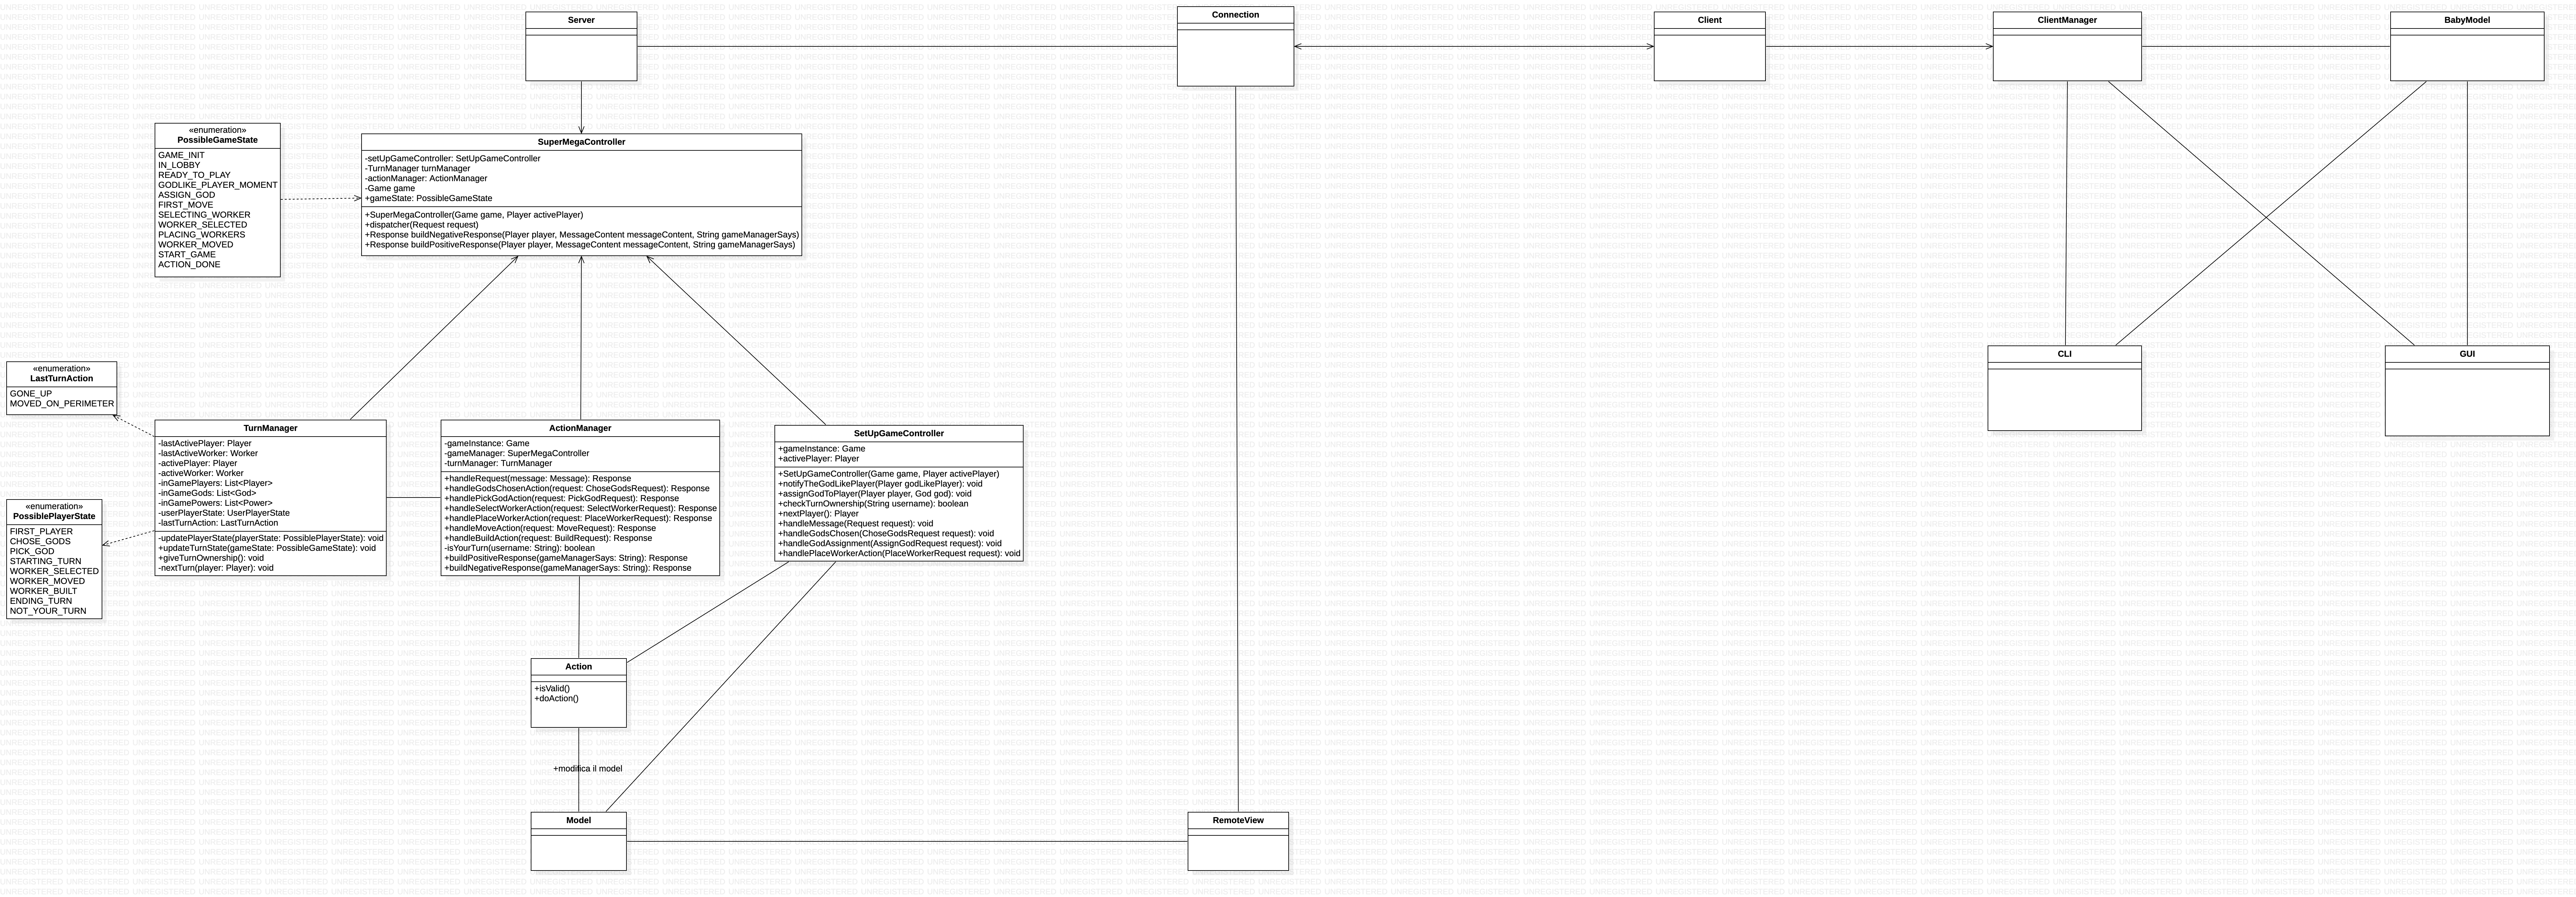 Server
Connection
Client
ClientManager
BabyModel
«enumeration»
PossibleGameState
GAME_INIT
IN_LOBBY
READY_TO_PLAY
GODLIKE_PLAYER_MOMENT
ASSIGN_GOD
FIRST_MOVE
SELECTING_WORKER
WORKER_SELECTED
PLACING_WORKERS
WORKER_MOVED
START_GAME
ACTION_DONE
SuperMegaController
-setUpGameController: SetUpGameController
-TurnManager turnManager
-actionManager: ActionManager
-Game game
+gameState: PossibleGameState
+SuperMegaController(Game game, Player activePlayer)
+dispatcher(Request request)
+Response buildNegativeResponse(Player player, MessageContent messageContent, String gameManagerSays)
+Response buildPositiveResponse(Player player, MessageContent messageContent, String gameManagerSays)
CLI
GUI
«enumeration»
LastTurnAction
GONE_UP
MOVED_ON_PERIMETER
«enumeration»
PossiblePlayerState
FIRST_PLAYER
CHOSE_GODS
PICK_GOD
STARTING_TURN
WORKER_SELECTED
WORKER_MOVED
WORKER_BUILT
ENDING_TURN
NOT_YOUR_TURN
TurnManager
-lastActivePlayer: Player
-lastActiveWorker: Worker
-activePlayer: Player
-activeWorker: Worker
-inGamePlayers: List<Player>
-inGameGods: List<God>
-inGamePowers: List<Power>
-userPlayerState: UserPlayerState
-lastTurnAction: LastTurnAction
-updatePlayerState(playerState: PossiblePlayerState): void
+updateTurnState(gameState: PossibleGameState): void
+giveTurnOwnership(): void
-nextTurn(player: Player): void
ActionManager
-gameInstance: Game
-gameManager: SuperMegaController
-turnManager: TurnManager
+handleRequest(message: Message): Response
+handleGodsChosenAction(request: ChoseGodsRequest): Response
+handlePickGodAction(request: PickGodRequest): Response
+handleSelectWorkerAction(request: SelectWorkerRequest): Response
+handlePlaceWorkerAction(request: PlaceWorkerRequest): Response
+handleMoveAction(request: MoveRequest): Response
+handleBuildAction(request: BuildRequest): Response
-isYourTurn(username: String): boolean
+buildPositiveResponse(gameManagerSays: String): Response
+buildNegativeResponse(gameManagerSays: String): Response
SetUpGameController
+gameInstance: Game
+activePlayer: Player
+SetUpGameController(Game game, Player activePlayer)
+notifyTheGodLikePlayer(Player godLikePlayer): void
+assignGodToPlayer(Player player, God god): void
+checkTurnOwnership(String username): boolean
+nextPlayer(): Player
+handleMessage(Request request): void
+handleGodsChosen(ChoseGodsRequest request): void
+handleGodAssignment(AssignGodRequest request): void
+handlePlaceWorkerAction(PlaceWorkerRequest request): void
Action
+isValid()
+doAction()
+modifica il model
Model
RemoteView